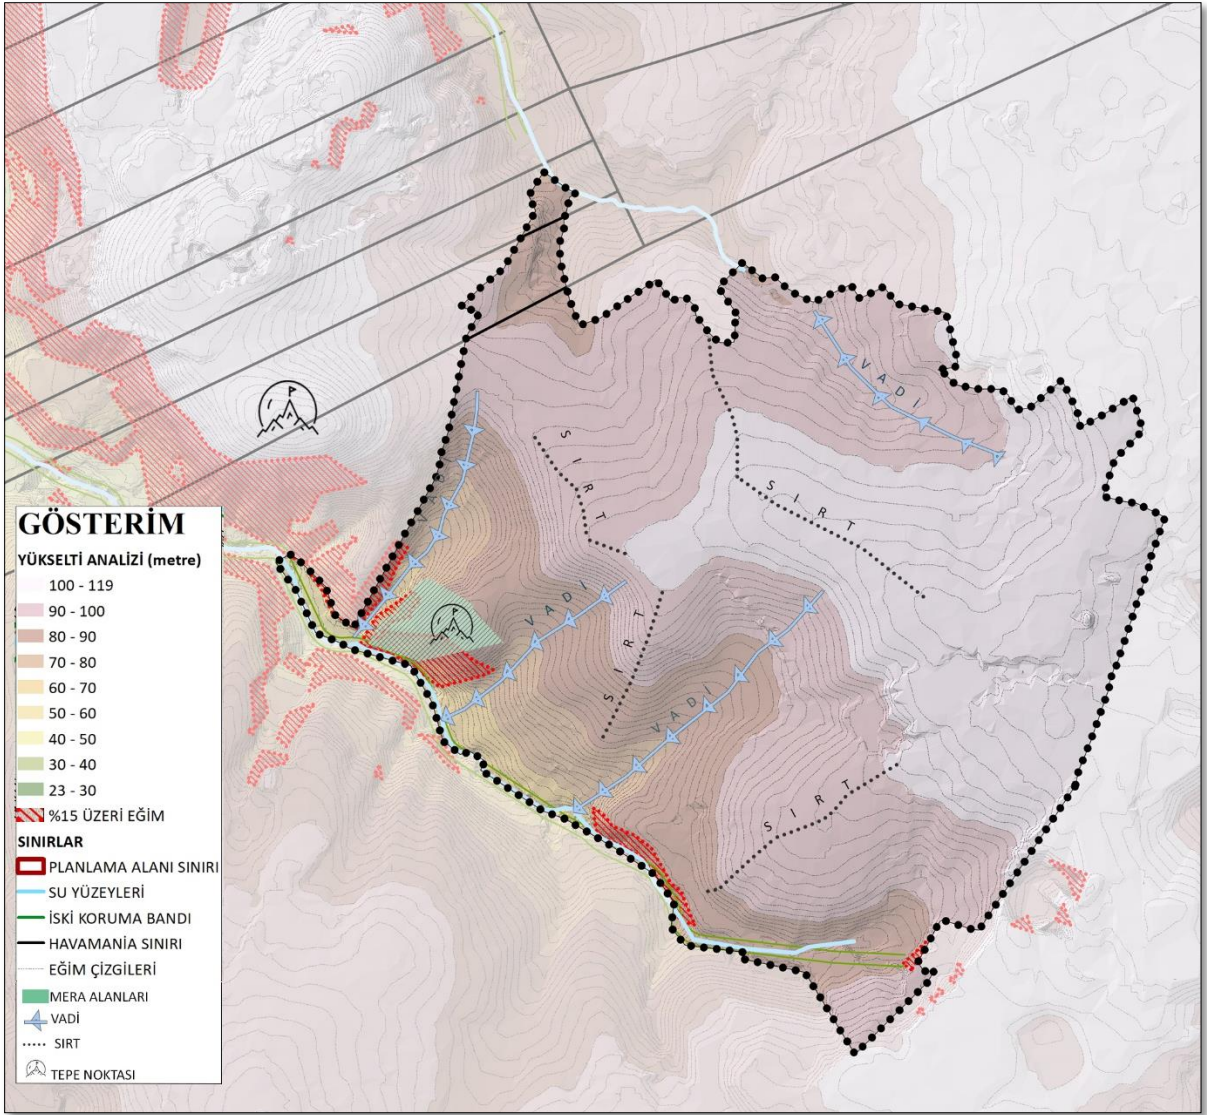 VADI
SIRT
SIRT
VADI
SIRT
VADI
SIRT
GÖSTERİM
YÜKSELTİ ANALİZİ (metre)
100 - 119
90 - 100
80 - 90
70 - 80
60 - 70
50 - 60
40 - 50
30 - 40
23 - 30
%15 ÜZERİ EĞİM
SINIRLAR
PLANLAMA ALANI SINIRI
SU YÜZEYLERİ
İSKİ KORUMA BANDI
HAVAMANIA SINIRI
EĞİM ÇİZGİLERİ
MERA ALANLARI
VADİ
SIRT
TEPE NOKTASI